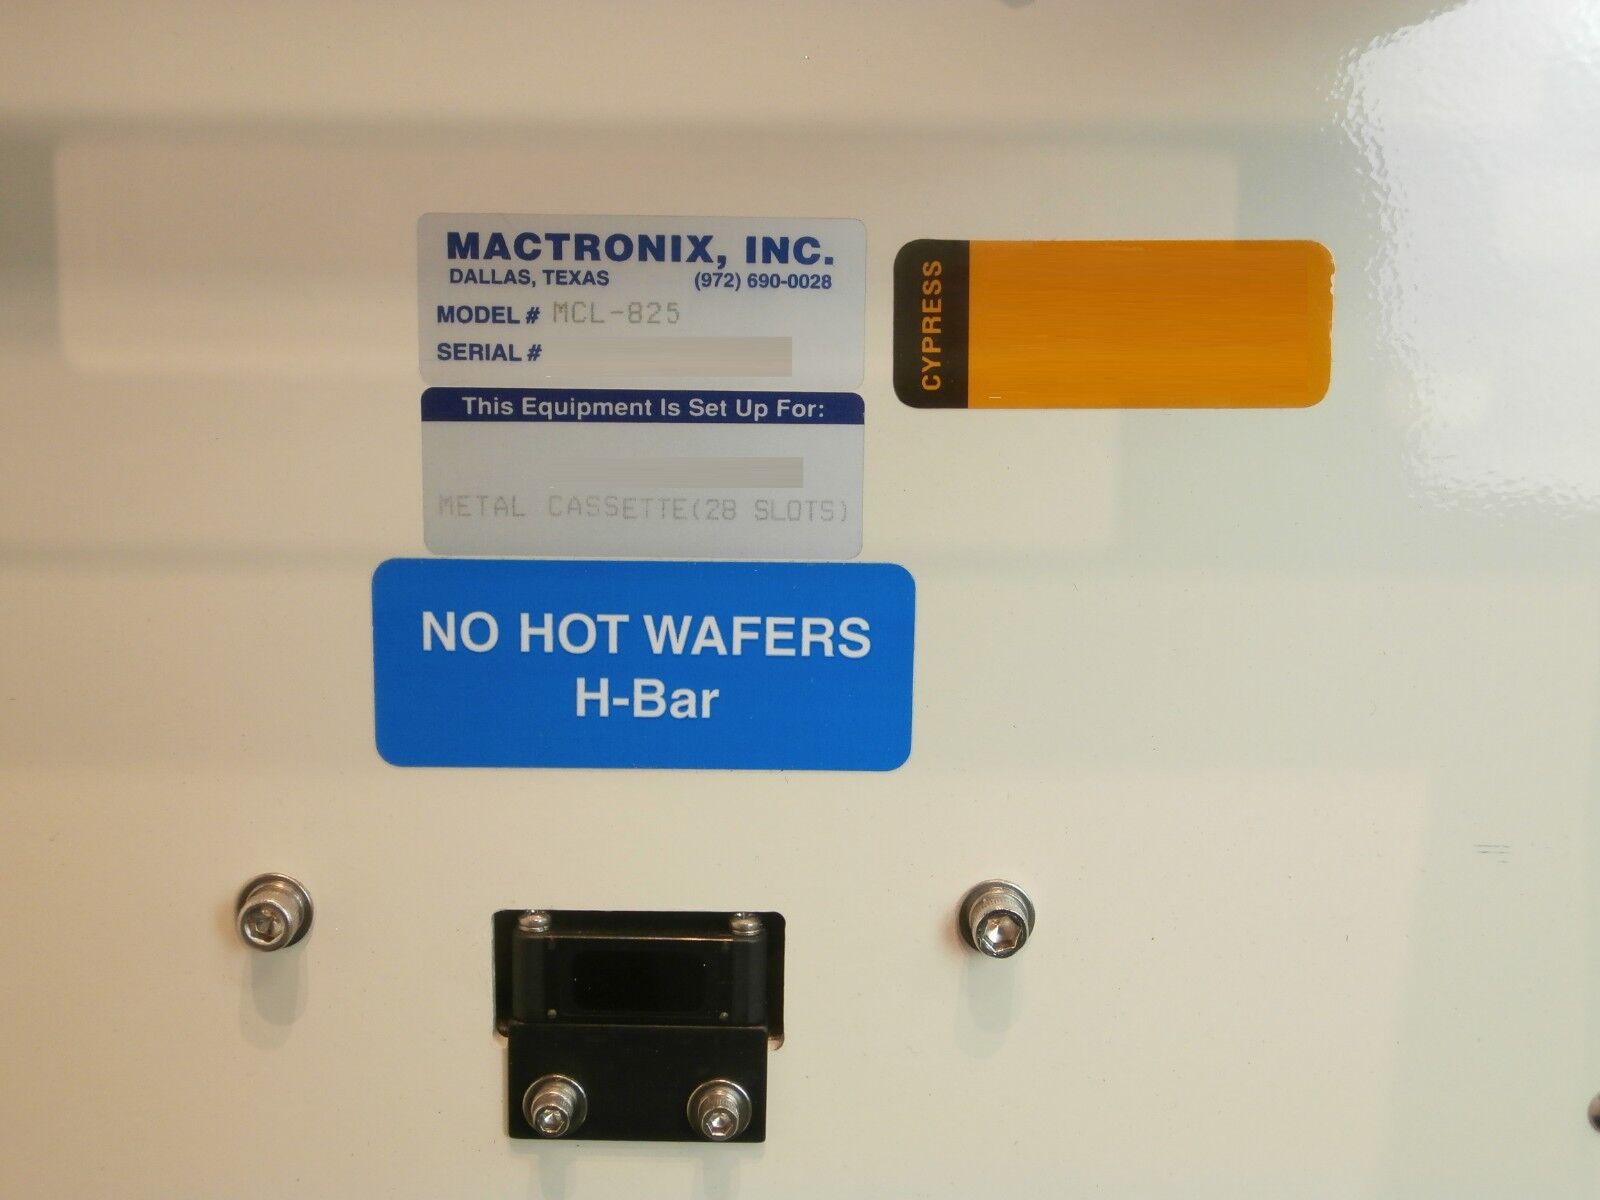 MACTRONIX, INC.
DALLAS, TEXAS (972) 690-0028
MODEL # MCL-825
SERIAL #
This Equipment Is Set Up For:
METAL CASSETTE(28 SLOTS)
CYPRESS
NO HOT WAFERS
H-Bar